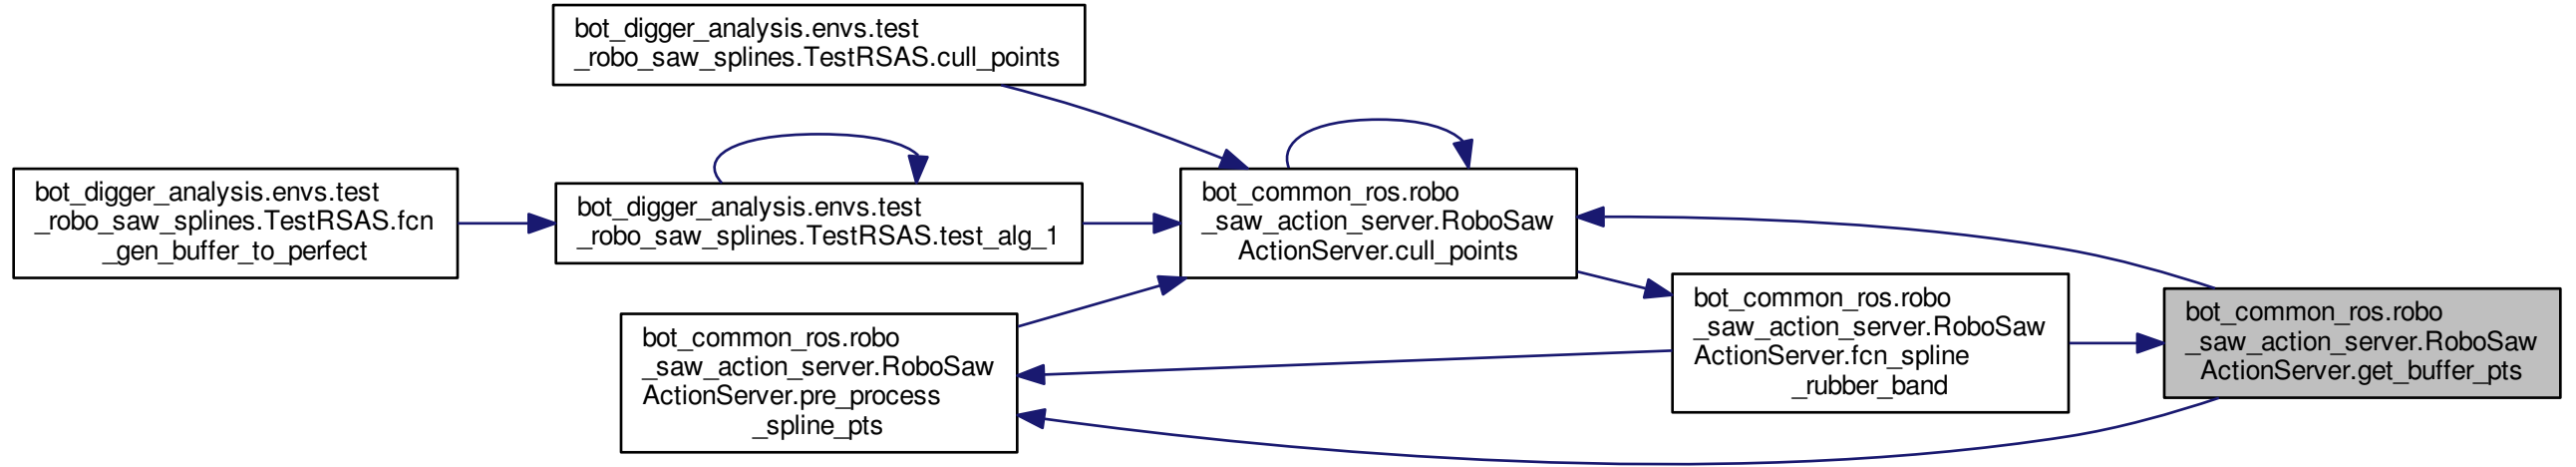 bot_digger_analysis.envs.test
_robo_saw_splines.TestRSAS.cull_points
bot_digger_analysis.envs.test
_robo_saw_splines.TestRSAS.fcn
_gen_buffer_to_perfect
bot_digger_analysis.envs.test
_robo_saw_splines.TestRSAS.test_alg_1
bot_common_ros.robo
_saw_action_server.RoboSaw
ActionServer.cull_points
bot_common_ros.robo
_saw_action_server.RoboSaw
ActionServer.pre_process
_spline_pts
bot_common_ros.robo
_saw_action_server.RoboSaw
ActionServer.fcn_spline
_rubber_band
bot_common_ros.robo
_saw_action_server.RoboSaw
ActionServer.get_buffer_pts